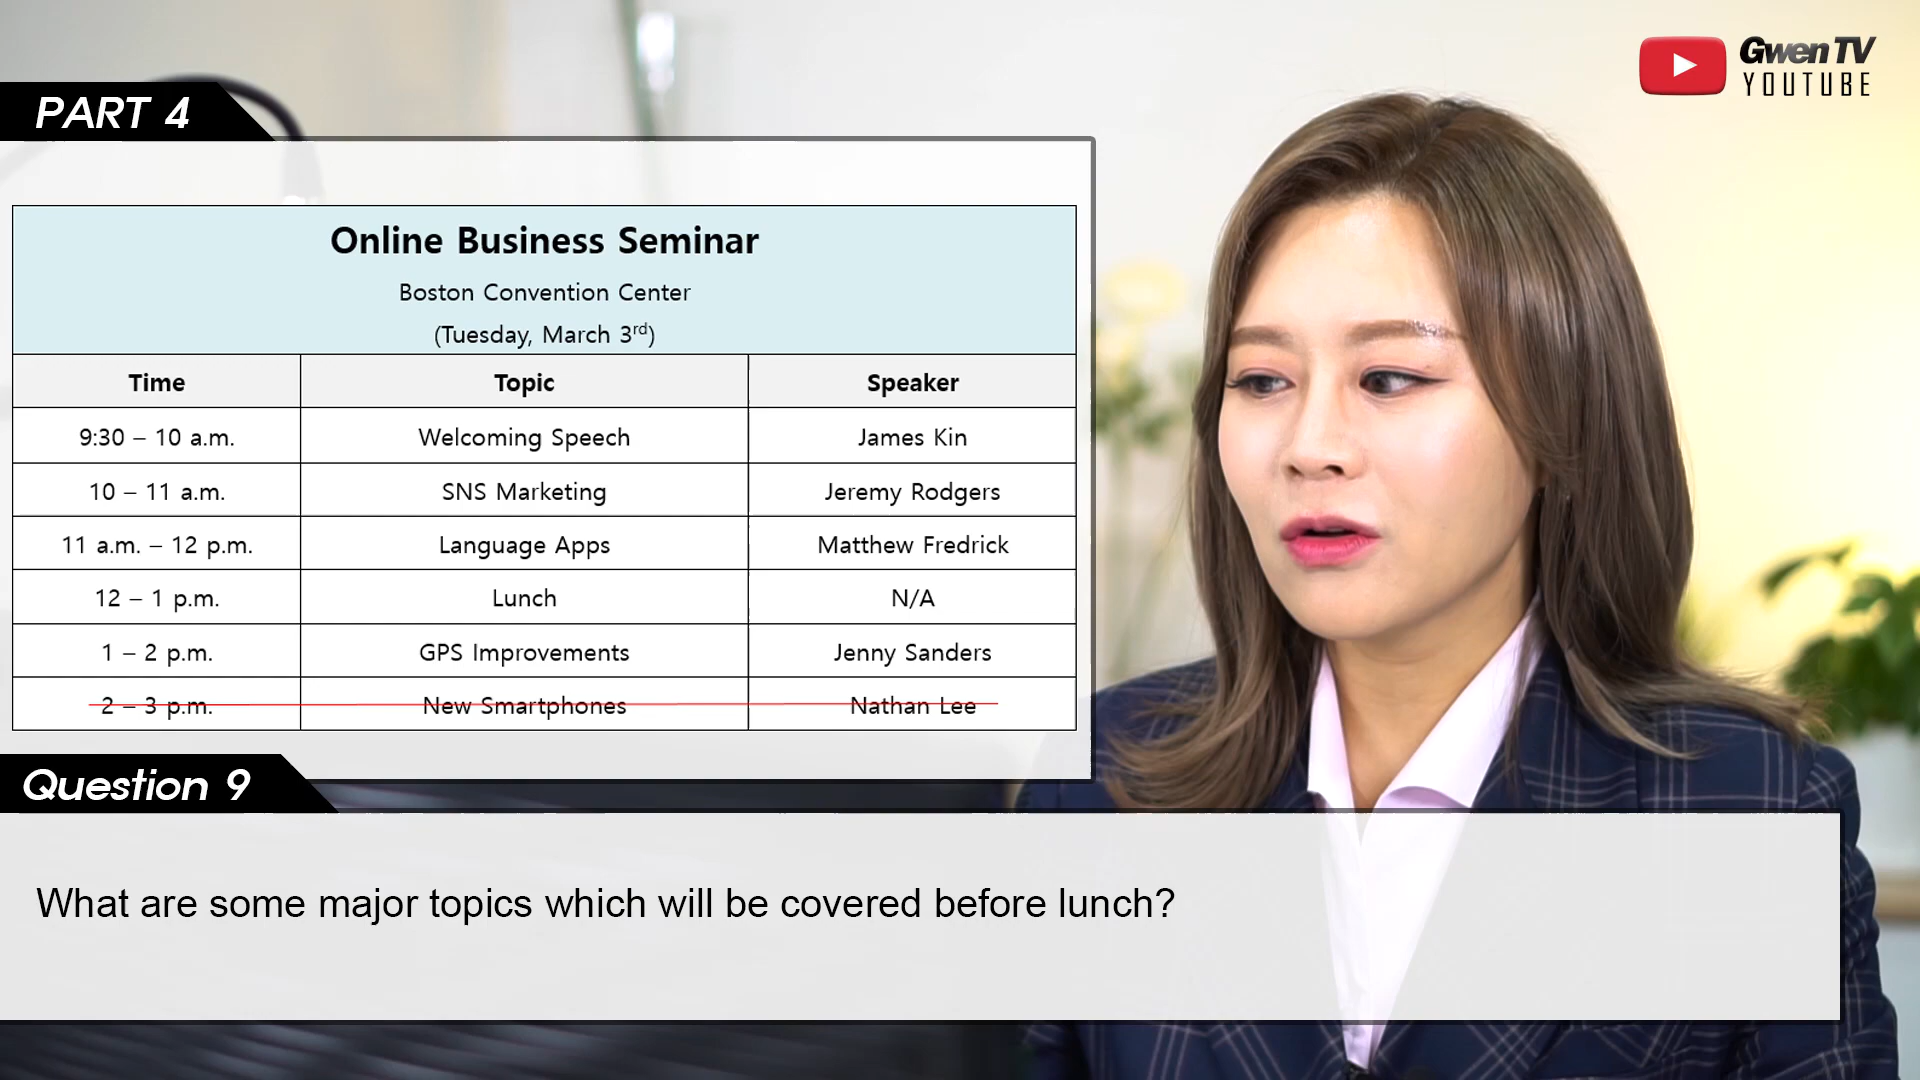 GwenTV
YOUTUBE
PART 4
Online Business Seminar
Boston Convention Center
(Tuesday, March 3rd)
Time Topic Speaker
9:30 – 10 a.m. Welcoming Speech James Kin
10 – 11 a.m. SNS Marketing Jeremy Rodgers
11 a.m. – 12 p.m. Language Apps Matthew Fredrick
12 – 1 p.m. Lunch N/A
1 – 2 p.m. GPS Improvements Jenny Sanders
2 – 3 p.m. New Smartphones Nathan Lee
Question 9
What are some major topics which will be covered before lunch?